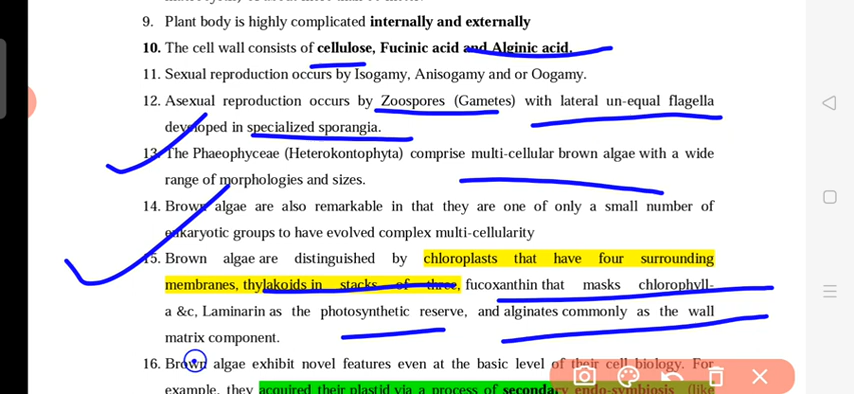 9. Plant body is highly complicated internally and externally
10. The cell wall consists of cellulose, Fucinic acid and Alginic acid.
11. Sexual reproduction occurs by Isogamy, Anisogamy and or Oogamy.
12. Asexual reproduction occurs by Zoospores (Gametes) with lateral un-equal flagella
developed in specialized sporangia.
13. The Phaeophyceae (Heterokontophyta) comprise multi-cellular brown algae with a wide
range of morphologies and sizes.
14. Brown algae are also remarkable in that they are one of only a small number of
eukaryotic groups to have evolved complex multi-cellularity
15. Brown algae are distinguished by chloroplasts that have four surrounding
membranes, thylakoids in stacks of three, fucoxanthin that masks chlorophyll-
a &c, Laminarin as the photosynthetic reserve, and alginates commonly as the wall
matrix component.
16. Brown algae exhibit novel features even at the basic level of their cell biology. For
example, they acquired their plastid via a process of secondary endo-symbiosis (like